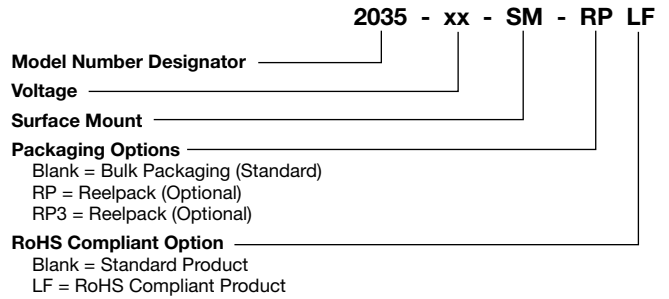 2035 - xx - SM - RP LF
Model Number Designator
Voltage
Surface Mount
Packaging Options
Blank = Bulk Packaging (Standard)
RP = Reelpack (Optional)
RP3 = Reelpack (Optional)
RoHS Compliant Option
Blank = Standard Product
LF = RoHS Compliant Product